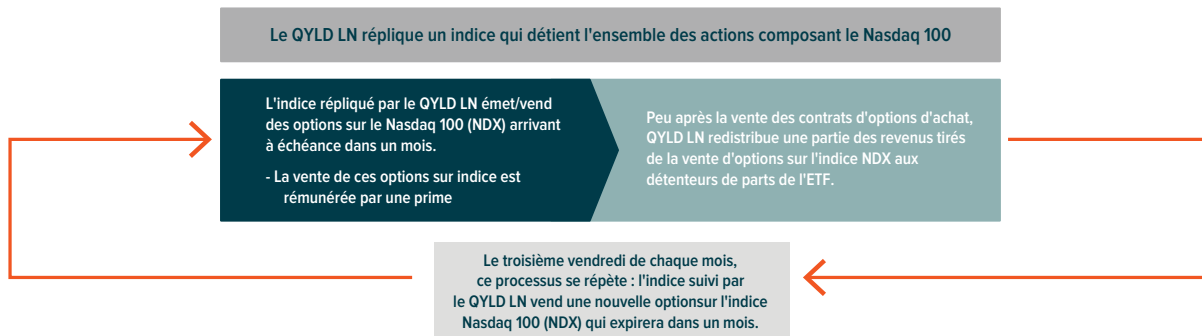 Le QYLD LN réplique un indice qui détient l'ensemble des actions composant le Nasdaq 100
L'indice répliqué par le QYLD LN émet/vend
des options sur le Nasdaq 100 (NDX) arrivant
à échéance dans un mois.
- La vente de ces options sur indice est
rémunérée par une prime
Peu après la vente des contrats d'options d'achat,
QYLD LN redistribue une partie des revenus tirés
de la vente d'options sur l'indice NDX aux
détenteurs de parts de l'ETF.
Le troisième vendredi de chaque mois,
ce processus se répète : l'indice suivi par
le QYLD LN vend une nouvelle optionsur l'indice
Nasdaq 100 (NDX) qui expirera dans un mois.